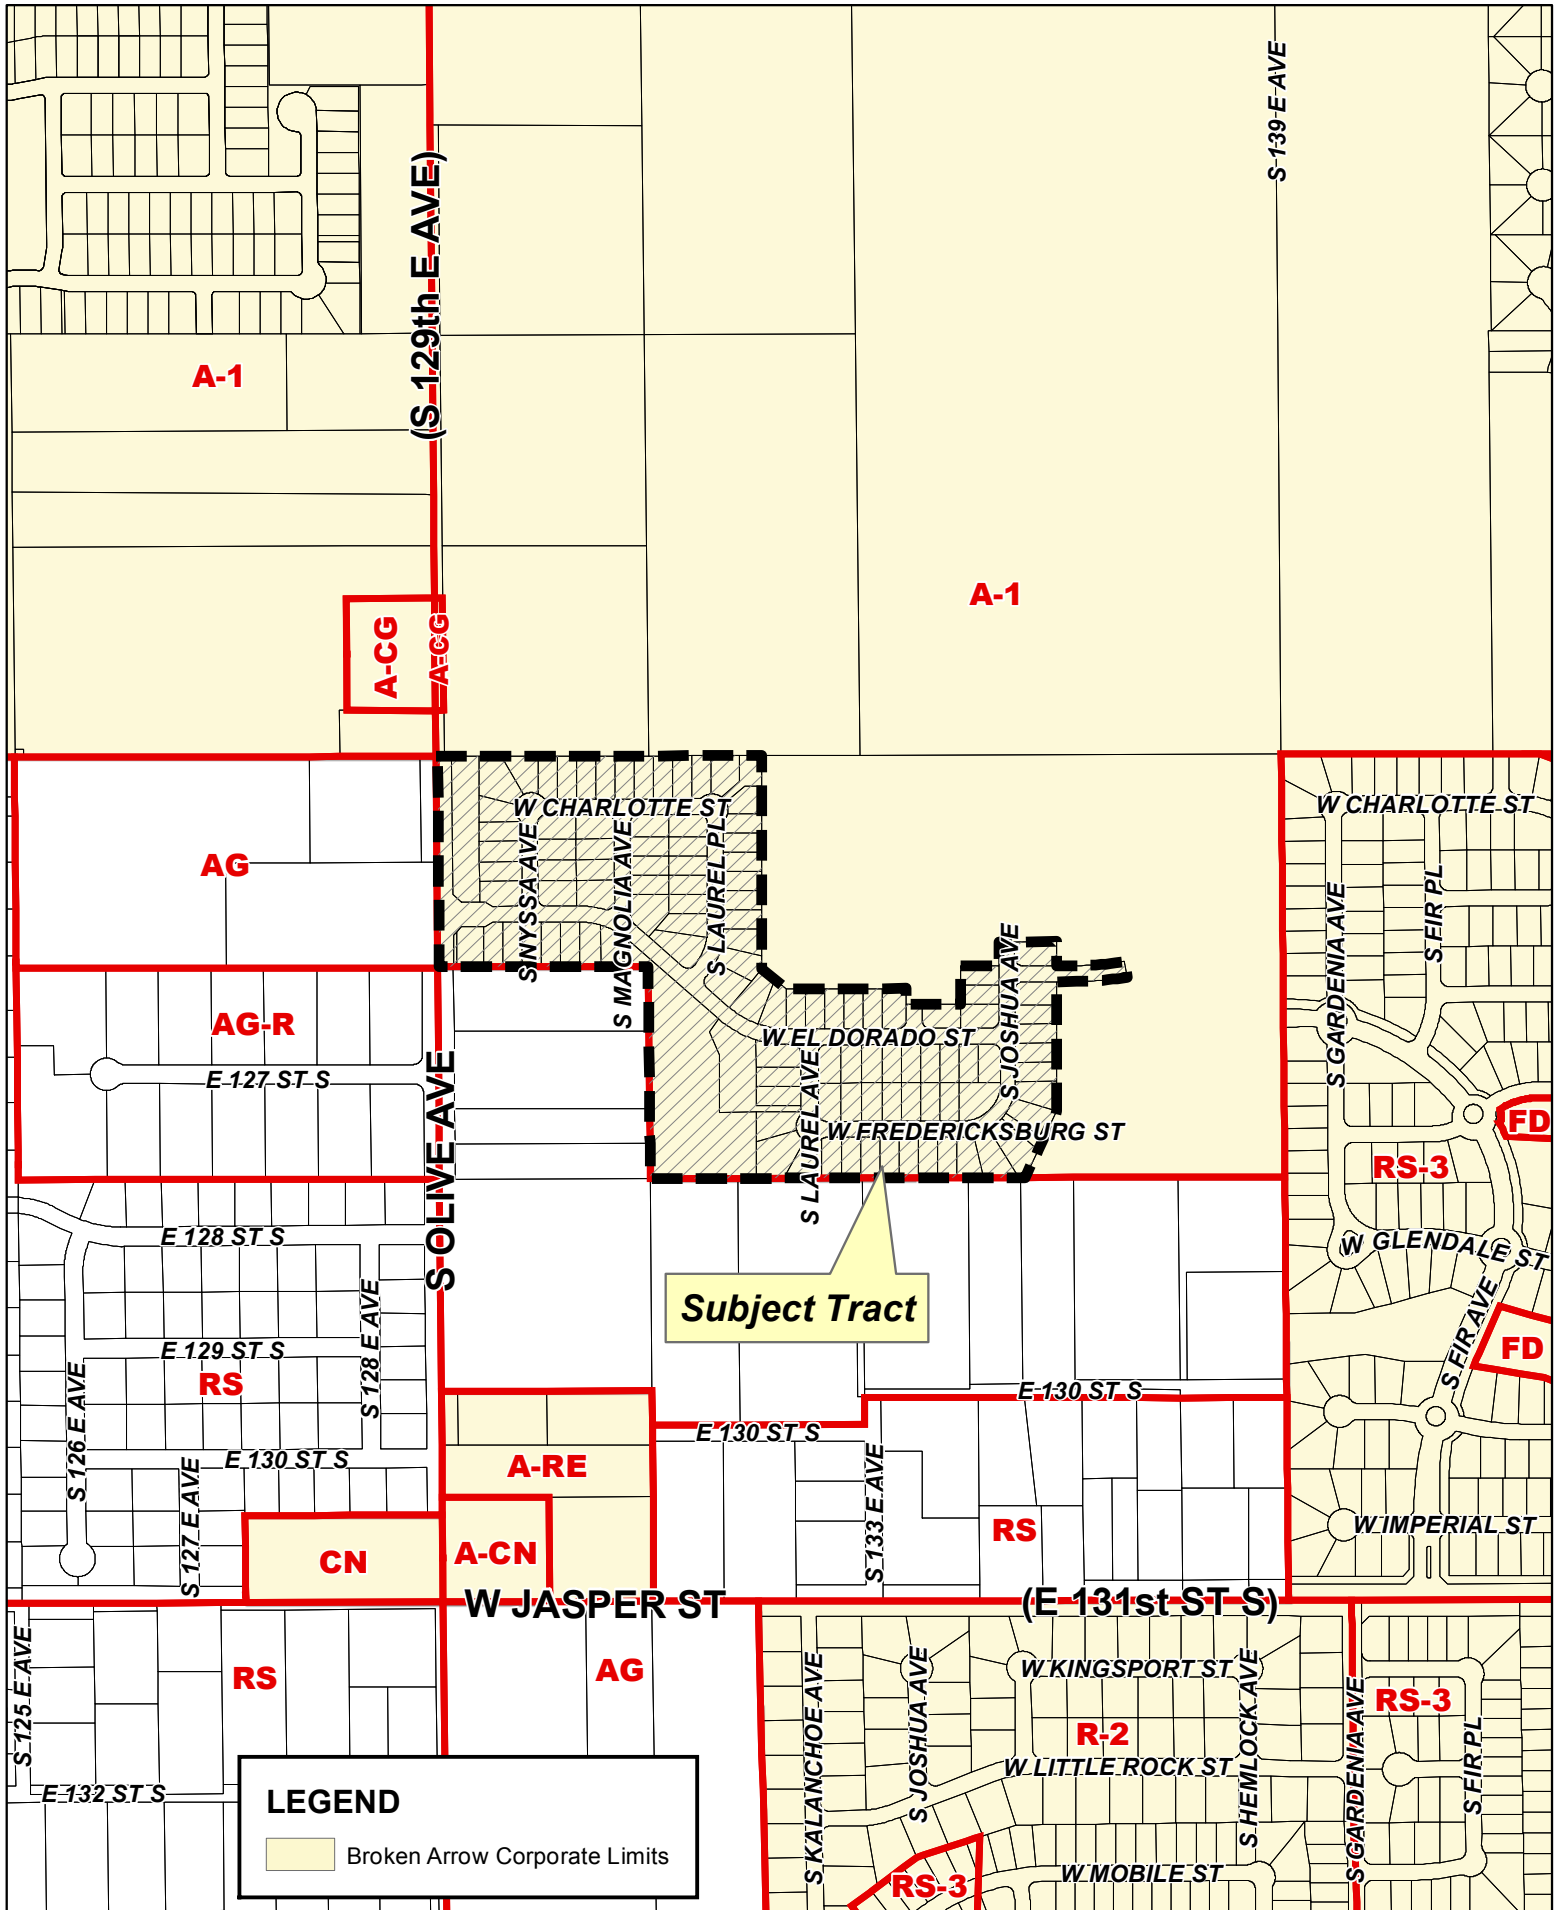 S 139 E AVE
(S 129th E AVE)
A-1
A-1
A-CG
A-CG
W CHARLOTTE ST
W CHARLOTTE ST
S NYSSA AVE
S MAGNOLIA AVE
S LAUREL PL
AG
S GARDENIA AVE
S FIR PL
S JOSHUA AVE
AG-R
W EL DORADO ST
E 127 ST S
S LAUREL AVE
W FREDERICKSBURG ST
FD
RS-3
S OLIVE AVE
E 128 ST S
W GLENDALE ST
Subject Tract
S 128 E AVE
S FIR AVE
FD
E 129 ST S
RS
E 130 ST S
S 126 E AVE
E 130 ST S
E 130 ST S
A-RE
S 127 E AVE
S 133 E AVE
RS
W IMPERIAL ST
CN
A-CN
W JASPER ST
(E 131st ST S)
S 125 E AVE
RS
AG
S KALANCHOE AVE
S JOSHUA AVE
W KINGSPORT ST
S HEMLOCK AVE
S GARDENIA AVE
RS-3
R-2
S FIR PL
W LITTLE ROCK ST
E 132 ST S
LEGEND
Broken Arrow Corporate Limits
RS-3
W MOBILE ST